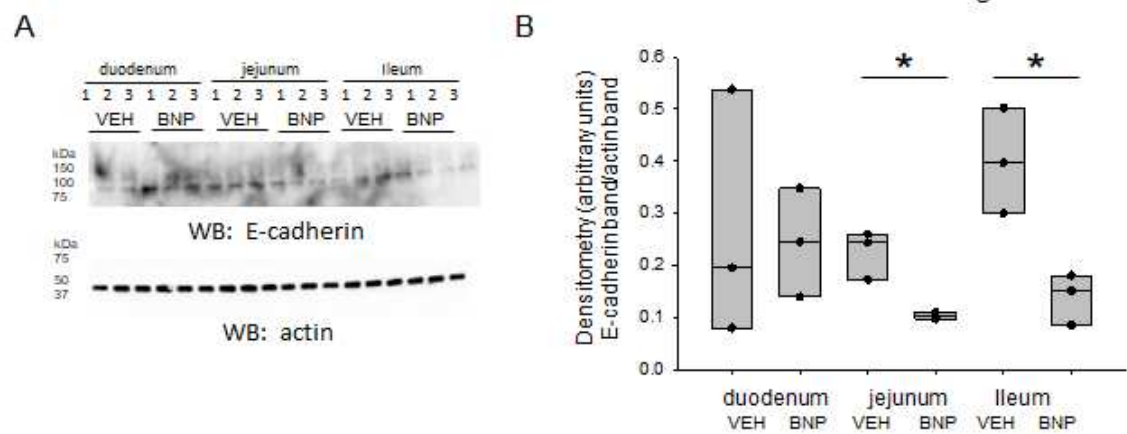 A
duodenum jejunum Ileum
1 2 3 1 2 3 1 2 3 1 2 3 1 2 3 1 2 3
VEH BNP VEH BNP VEH BNP
kDa
150
100
75
WB: E-cadherin
kDa
75
50
37
WB: actin
B
Densitometry (arbitrary units)
E-cadherin band/actin band
0.6
0.5
0.4
0.3
0.2
0.1
0.0
* *
duodenum jejunum Ileum
VEH BNP VEH BNP VEH BNP